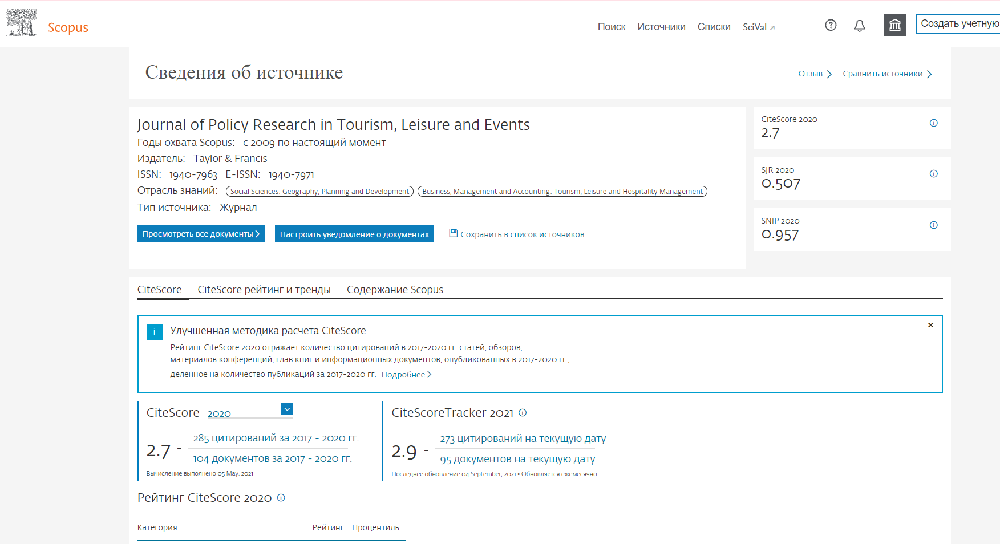 Scopus
Поиск Источники Списки SciVal
Создать учетную
Сведения об источнике
Отзыв Сравнить источники
Journal of Policy Research in Tourism, Leisure and Events
Годы охвата Scopus: с 2009 по настоящий момент
Издатель: Taylor & Francis
ISSN: 1940-7963 E-ISSN: 1940-7971
Отрасль знаний: Social Sciences: Geography, Planning and Development Business, Management and Accounting: Tourism, Leisure and Hospitality Management
Тип источника: Журнал
Просмотреть все документы Настроить уведомление о документах Сохранить в список источников
CiteScore 2020
2.7
SJR 2020
0.507
SNIP 2020
0.957
CiteScore CiteScore рейтинг и тренды Содержание Scopus
i Улучшенная методика расчета CiteScore
Рейтинг CiteScore 2020 отражает количество цитирований в 2017-2020 гг. статей, обзоров,
материалов конференций, глав книг и информационных документов, опубликованных в 2017-2020 гг.,
деленное на количество публикаций за 2017-2020 гг. Подробнее
CiteScore 2020
2.7 =
285 цитирований за 2017 - 2020 гг.
104 документов за 2017 - 2020 гг.
Вычисление выполнено 05 May, 2021
CiteScoreTracker 2021
2.9 =
273 цитирований на текущую дату
95 документов на текущую дату
Последнее обновление 04 September, 2021 • Обновляется ежемесячно
Рейтинг CiteScore 2020
Категория Рейтинг Процентиль